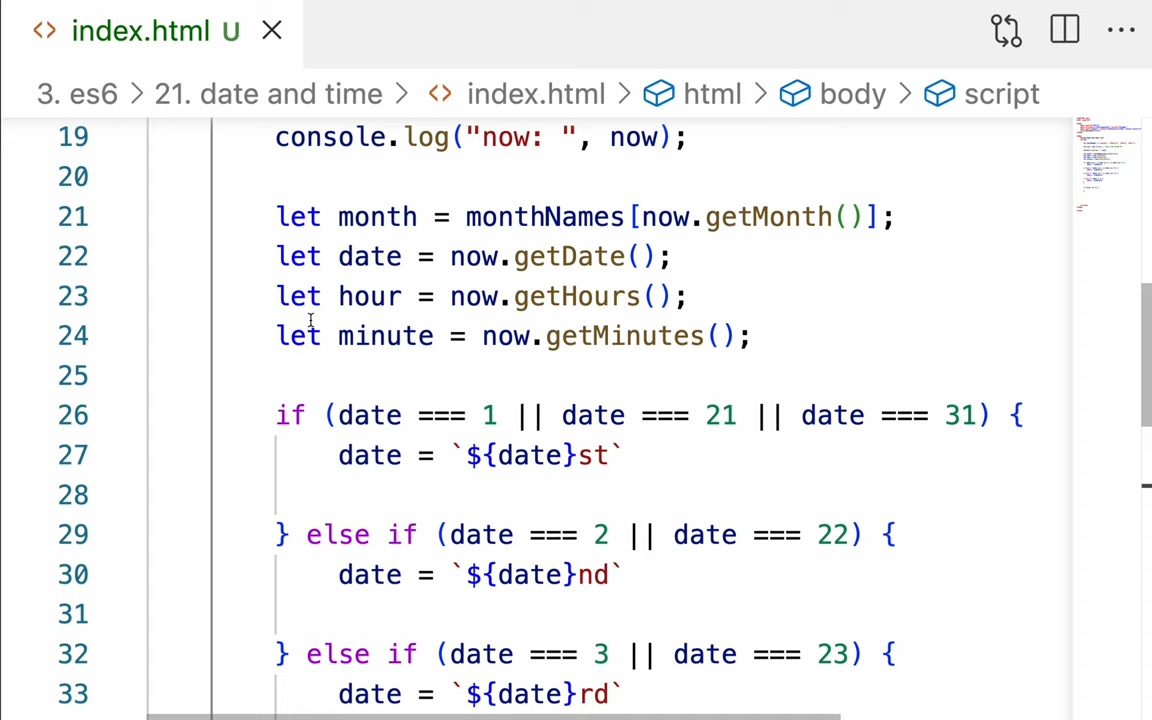 index.html U
3. es6 > 21. date and time > index.html > html > body > script
19 console.log("now: ", now);
20
21 let month = monthNames[now.getMonth()];
22 let date = now.getDate();
23 let hour = now.getHours();
24 let minute = now.getMinutes();
25
26 if (date === 1 || date === 21 || date === 31) {
27 date = `${date}st`
28
29 } else if (date === 2 || date === 22) {
30 date = `${date}nd`
31
32 } else if (date === 3 || date === 23) {
33 date = `${date}rd`